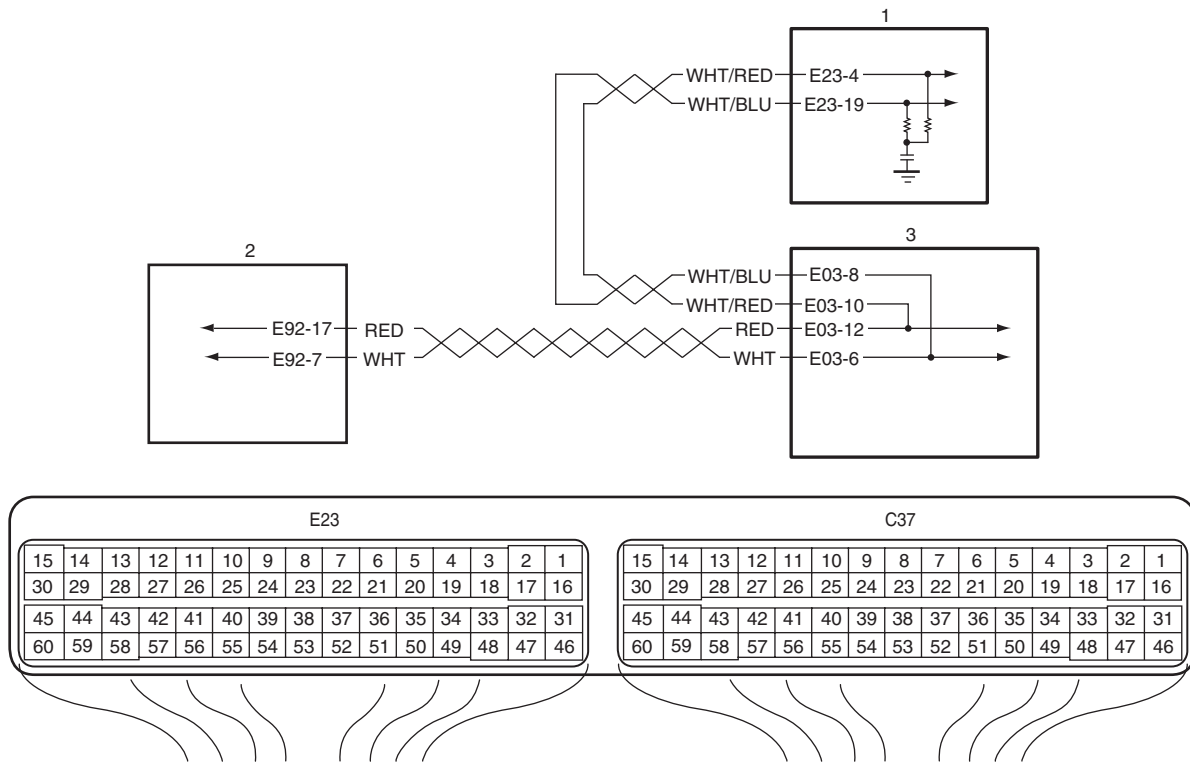 1
WHT/RED E23-4
WHT/BLU E23-19
2
3
WHT/BLU E03-8
WHT/RED E03-10
E92-17 RED RED E03-12
E92-7 WHT WHT E03-6
E23 C37
15 14 13 12 11 10 9 8 7 6 5 4 3 2 1 15 14 13 12 11 10 9 8 7 6 5 4 3 2 1
30 29 28 27 26 25 24 23 22 21 20 19 18 17 16 30 29 28 27 26 25 24 23 22 21 20 19 18 17 16
45 44 43 42 41 40 39 38 37 36 35 34 33 32 31 45 44 43 42 41 40 39 38 37 36 35 34 33 32 31
60 59 58 57 56 55 54 53 52 51 50 49 48 47 46 60 59 58 57 56 55 54 53 52 51 50 49 48 47 46